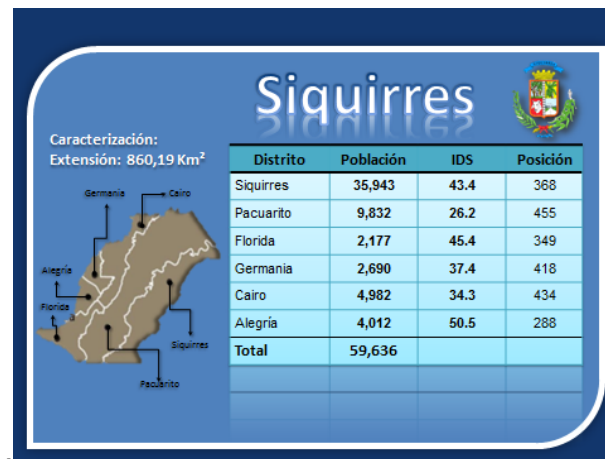 Siquirres
Caracterización:
Extensión: 860,19 Km²
Distrito Población IDS Posición
Siquirres 35,943 43.4 368
Pacuarito 9,832 26.2 455
Florida 2,177 45.4 349
Germania 2,690 37.4 418
Cairo 4,982 34.3 434
Alegría 4,012 50.5 288
Total 59,636
Germania
Cairo
Alegría
Florida
Siquirres
Pacuarito